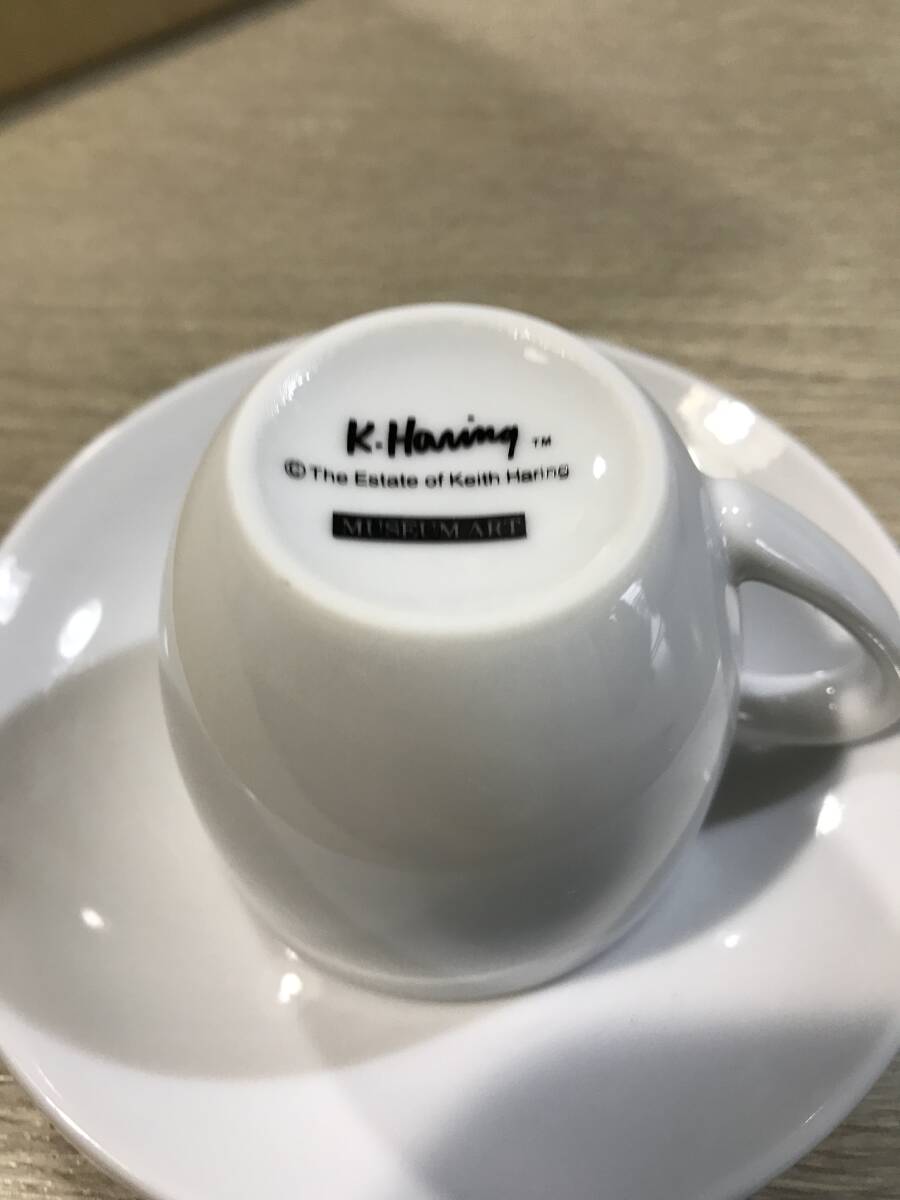 K. Haring ™
© The Estate of Keith Haring
MUSEUM ART